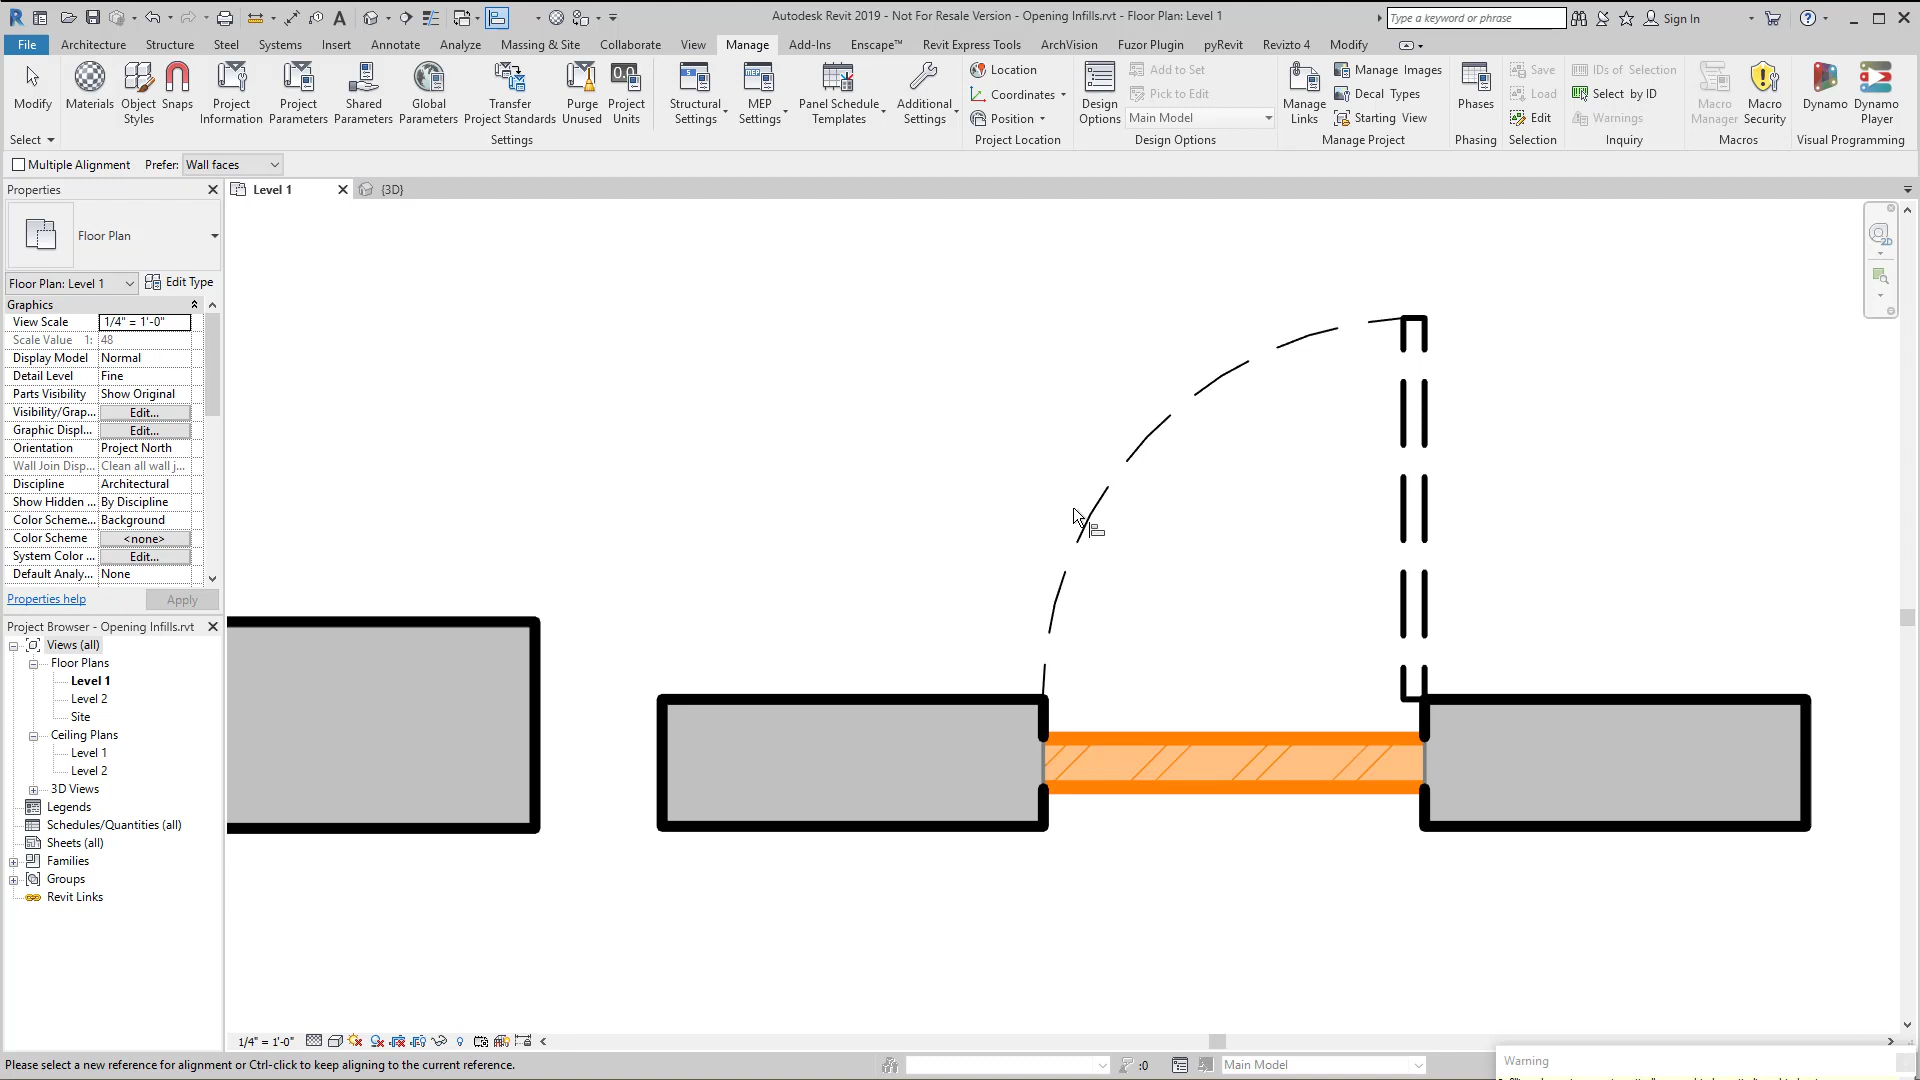 Autodesk Revit 2019 - Not For Resale Version - Opening Infills.rvt - Floor Plan: Level 1
Type a keyword or phrase
Sign In
File Architecture Structure Steel Systems Insert Annotate Analyze Massing & Site Collaborate View Manage Add-Ins Enscape™ Revit Express Tools ArchVision Fuzor Plugin pyRevit Revizto 4 Modify
Modify
Materials
Object Styles
Snaps
Project Information
Project Parameters
Shared Parameters
Global Parameters
Transfer Project Standards
Purge Unused
Project Units
Structural Settings
MEP Settings
Panel Schedule Templates
Additional Settings
Location
Coordinates
Position
Design Options
Add to Set
Pick to Edit
Main Model
Manage Links
Manage Images
Decal Types
Starting View
Phases
Save
Load
Edit
IDs of Selection
Select by ID
Warnings
Macro Manager
Macro Security
Dynamo
Dynamo Player
Select Settings Project Location Design Options Manage Project Phasing Selection Inquiry Macros Visual Programming
Multiple Alignment Prefer: Wall faces
Properties
Level 1 {3D}
Floor Plan
Floor Plan: Level 1 Edit Type
Graphics
View Scale 1/4" = 1'-0"
Scale Value 1: 48
Display Model Normal
Detail Level Fine
Parts Visibility Show Original
Visibility/Grap... Edit...
Graphic Displ... Edit...
Orientation Project North
Wall Join Disp... Clean all wall j...
Discipline Architectural
Show Hidden ... By Discipline
Color Scheme... Background
Color Scheme <none>
System Color ... Edit...
Default Analy... None
Properties help Apply
Project Browser - Opening Infills.rvt
Views (all)
Floor Plans
Level 1
Level 2
Site
Ceiling Plans
Level 1
Level 2
3D Views
Legends
Schedules/Quantities (all)
Sheets (all)
Families
Groups
Revit Links
2D
1/4" = 1'-0"
Please select a new reference for alignment or Ctrl-click to keep aligning to the current reference.
:0
Main Model
Warning